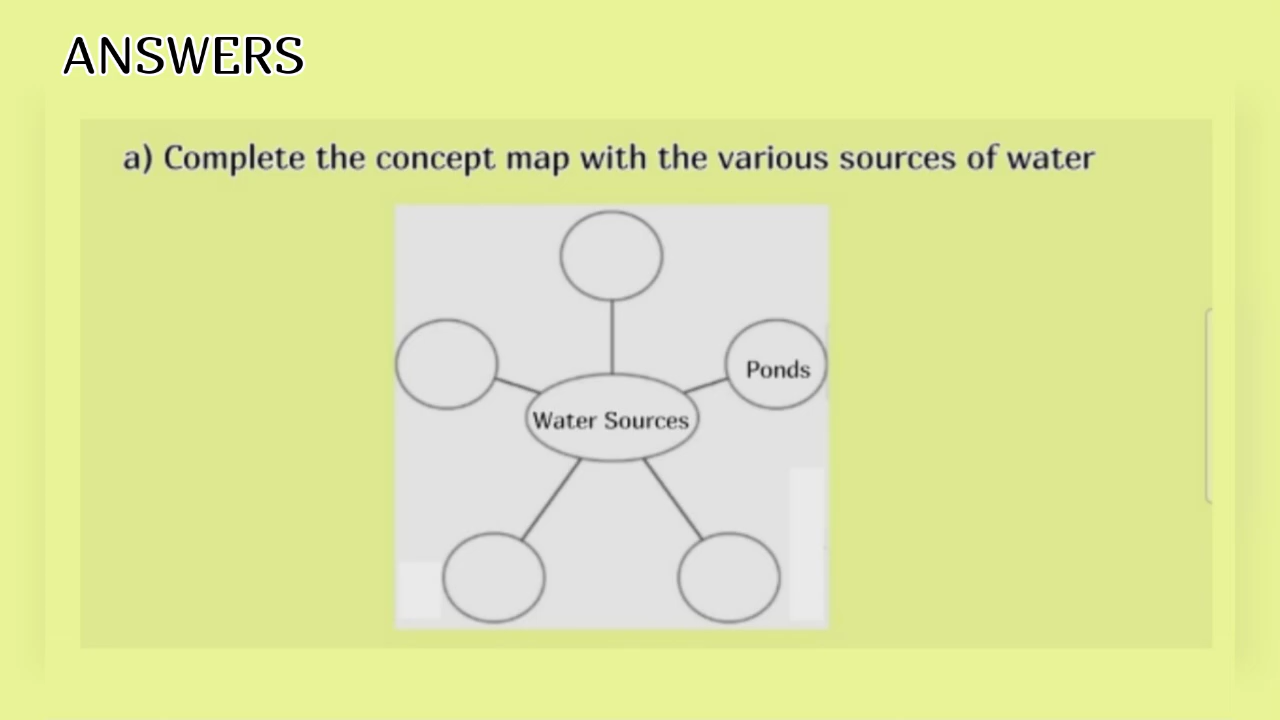 ANSWERS
a) Complete the concept map with the various sources of water
Ponds
Water Sources